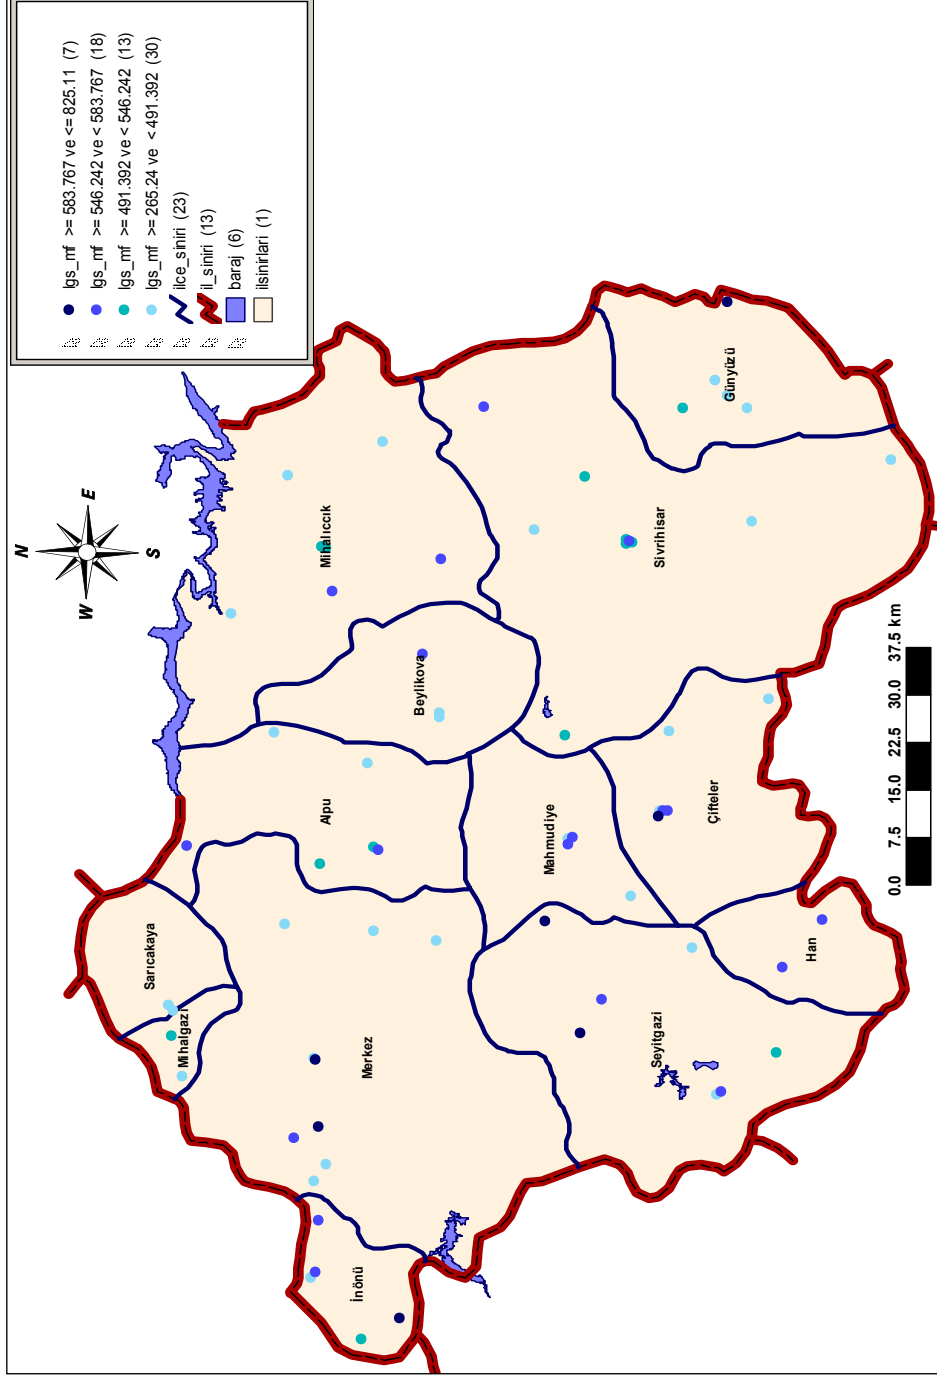 lgs_mf >= 583.767 ve <= 825.11 (7)
lgs_mf >= 546.242 ve < 583.767 (18)
lgs_mf >= 491.392 ve < 546.242 (13)
lgs_mf >= 265.24 ve < 491.392 (30)
ilce_siniri (23)
il_siniri (13)
baraj (6)
ilsinirlari (1)
N
E
S
W
Sarıcakaya
Mihalgazi
Merkez
İnönü
Alpu
Mihalıccık
Beylikova
Mahmudiye
Sivrihisar
Günyüzü
Çifteler
Seyitgazi
Han
0.0 7.5 15.0 22.5 30.0 37.5 km